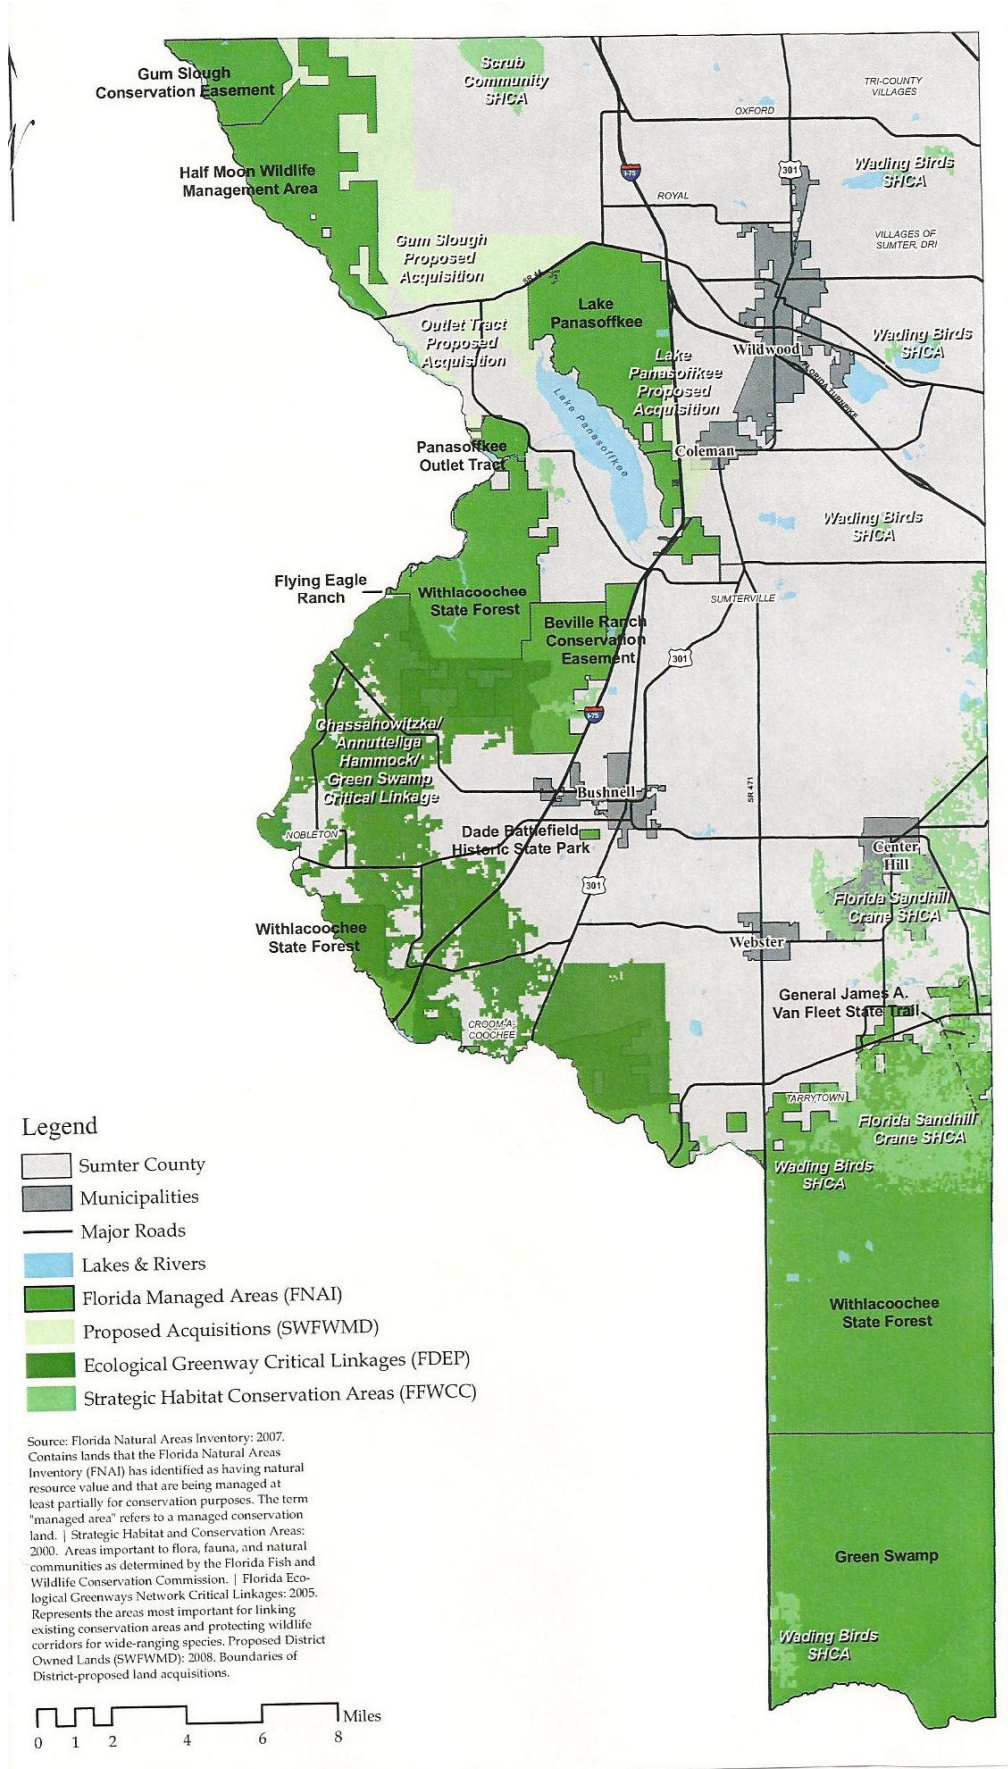 Gum Slough
Conservation Easement
Scrub
Community
SHCA
TRI-COUNTY
VILLAGES
OXFORD
Half Moon Wildlife
Management Area
I-75
301
Wading Birds
SHCA
ROYAL
Gum Slough
Proposed
Acquisition
VILLAGES OF
SUMTER, DRI
SR 44
Lake
Panasoffkee
Outlet Tract
Proposed
Acquisition
Wildwood
Wading Birds
SHCA
Lake
Panasoffkee
Proposed
Acquisition
FLORIDA TURNPIKE
Lake Panasoffkee
Panasoffkee
Outlet Tract
Coleman
Wading Birds
SHCA
Flying Eagle
Ranch
Withlacoochee
State Forest
SUMTERVILLE
Beville Ranch
Conservation
Easement
301
I-75
Chassahowitzka/
Annutteliga
Hammock/
Green Swamp
Critical Linkage
SR 471
Bushnell
NOBLETON
Dade Battlefield
Historic State Park
Center
Hill
301
Florida Sandhill
Crane SHCA
Withlacoochee
State Forest
Webster
General James A.
Van Fleet State Trail
CROOM-A-
COOCHEE
TARRYTOWN
Florida Sandhill
Crane SHCA
Wading Birds
SHCA
Withlacoochee
State Forest
Green Swamp
Wading Birds
SHCA
Legend
Sumter County
Municipalities
Major Roads
Lakes & Rivers
Florida Managed Areas (FNAI)
Proposed Acquisitions (SWFWMD)
Ecological Greenway Critical Linkages (FDEP)
Strategic Habitat Conservation Areas (FFWCC)
Source: Florida Natural Areas Inventory: 2007.
Contains lands that the Florida Natural Areas
Inventory (FNAI) has identified as having natural
resource value and that are being managed at
least partially for conservation purposes. The term
"managed area" refers to a managed conservation
land. | Strategic Habitat and Conservation Areas:
2000. Areas important to flora, fauna, and natural
communities as determined by the Florida Fish and
Wildlife Conservation Commission. | Florida Eco-
logical Greenways Network Critical Linkages: 2005.
Represents the areas most important for linking
existing conservation areas and protecting wildlife
corridors for wide-ranging species. Proposed District
Owned Lands (SWFWMD): 2008. Boundaries of
District-proposed land acquisitions.
Miles
0 1 2 4 6 8